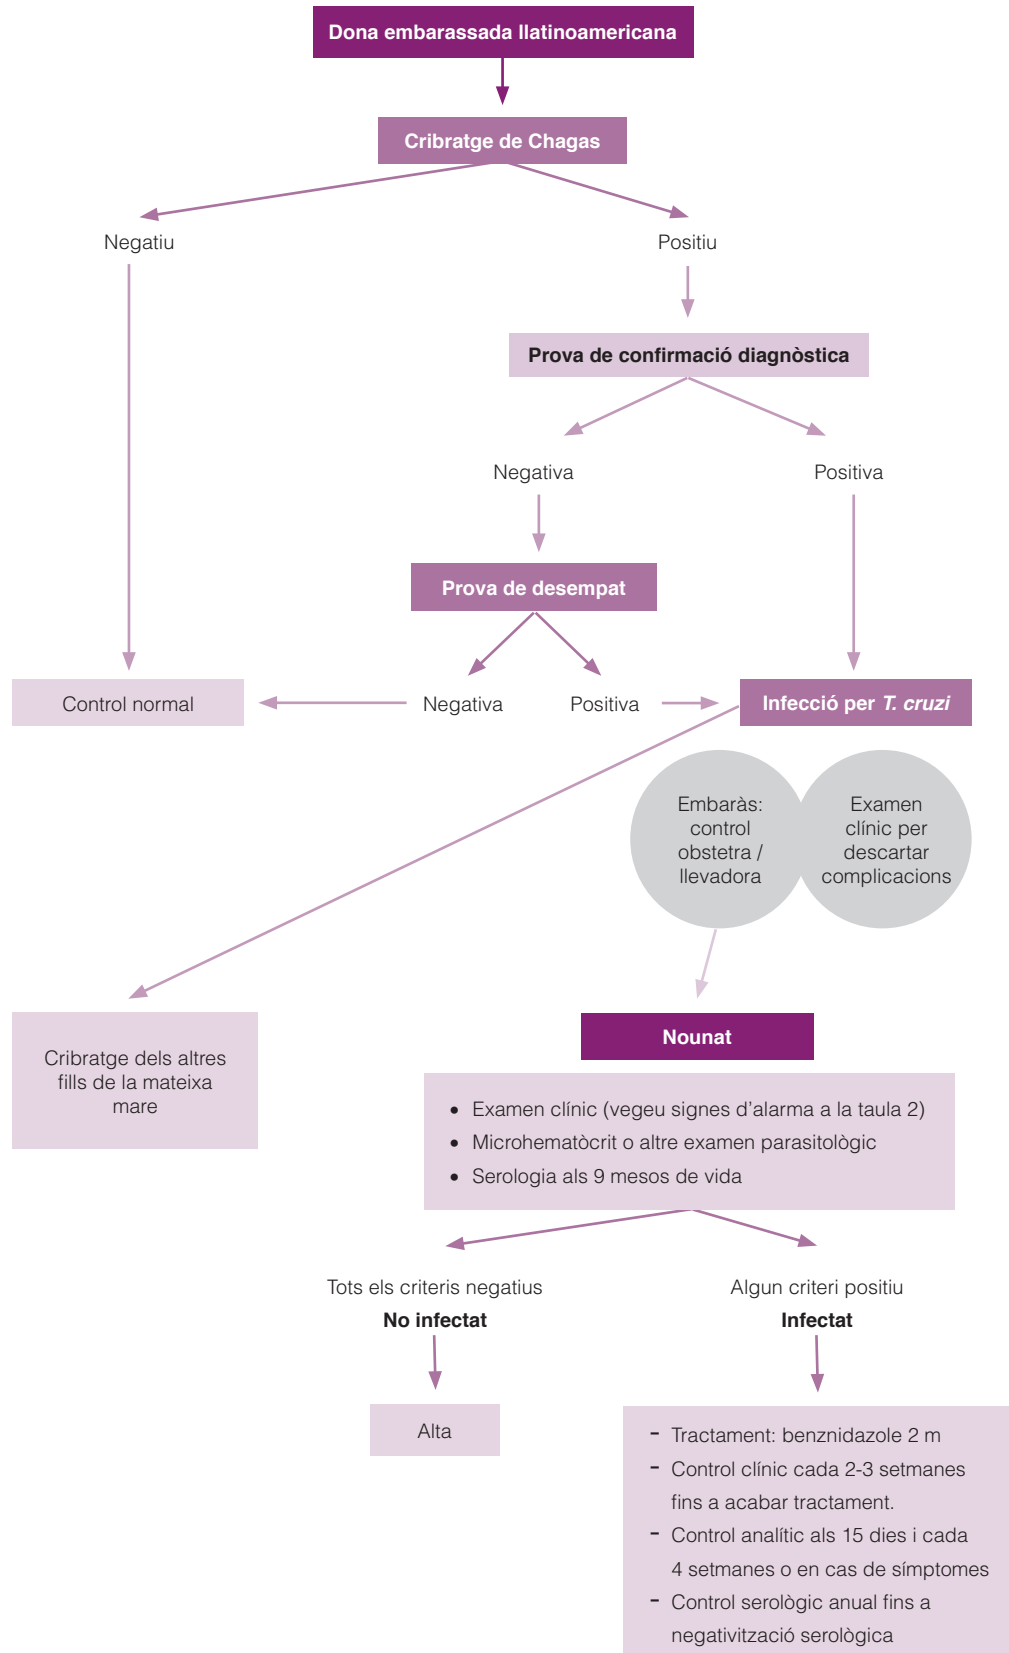 Dona embarassada llatinoamericana
Cribratge de Chagas
Negatiu
Positiu
Prova de confirmació diagnòstica
Negativa
Positiva
Prova de desempat
Control normal
Negativa
Positiva
Infecció per T. cruzi
Embaràs:
control
obstetra /
llevadora
Examen
clínic per
descartar
complicacions
Cribratge dels altres
fills de la mateixa
mare
Nounat
• Examen clínic (vegeu signes d’alarma a la taula 2)
• Microhematòcrit o altre examen parasitològic
• Serologia als 9 mesos de vida
Tots els criteris negatius
No infectat
Algun criteri positiu
Infectat
Alta
- Tractament: benznidazole 2 m
- Control clínic cada 2-3 setmanes
fins a acabar tractament.
- Control analític als 15 dies i cada
4 setmanes o en cas de símptomes
- Control serològic anual fins a
negativització serològica